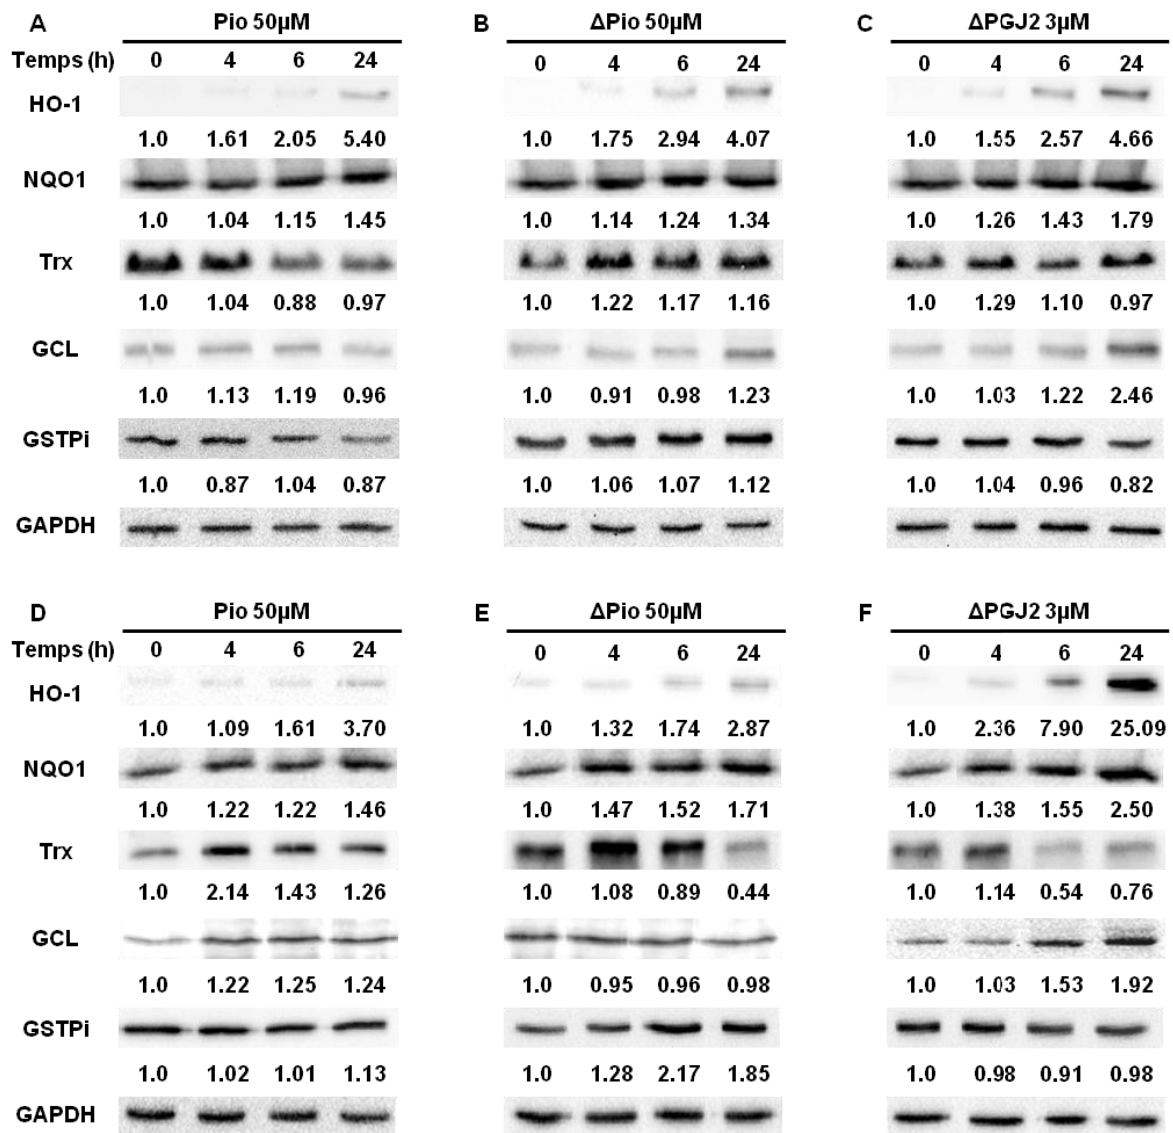 A Pio 50µM B ΔPio 50µM C ΔPGJ2 3µM
Temps (h) 0 4 6 24 0 4 6 24 0 4 6 24
HO-1
1.0 1.61 2.05 5.40 1.0 1.75 2.94 4.07 1.0 1.55 2.57 4.66
NQO1
1.0 1.04 1.15 1.45 1.0 1.14 1.24 1.34 1.0 1.26 1.43 1.79
Trx
1.0 1.04 0.88 0.97 1.0 1.22 1.17 1.16 1.0 1.29 1.10 0.97
GCL
1.0 1.13 1.19 0.96 1.0 0.91 0.98 1.23 1.0 1.03 1.22 2.46
GSTPi
1.0 0.87 1.04 0.87 1.0 1.06 1.07 1.12 1.0 1.04 0.96 0.82
GAPDH
D Pio 50µM E ΔPio 50µM F ΔPGJ2 3µM
Temps (h) 0 4 6 24 0 4 6 24 0 4 6 24
HO-1
1.0 1.09 1.61 3.70 1.0 1.32 1.74 2.87 1.0 2.36 7.90 25.09
NQO1
1.0 1.22 1.22 1.46 1.0 1.47 1.52 1.71 1.0 1.38 1.55 2.50
Trx
1.0 2.14 1.43 1.26 1.0 1.08 0.89 0.44 1.0 1.14 0.54 0.76
GCL
1.0 1.22 1.25 1.24 1.0 0.95 0.96 0.98 1.0 1.03 1.53 1.92
GSTPi
1.0 1.02 1.01 1.13 1.0 1.28 2.17 1.85 1.0 0.98 0.91 0.98
GAPDH